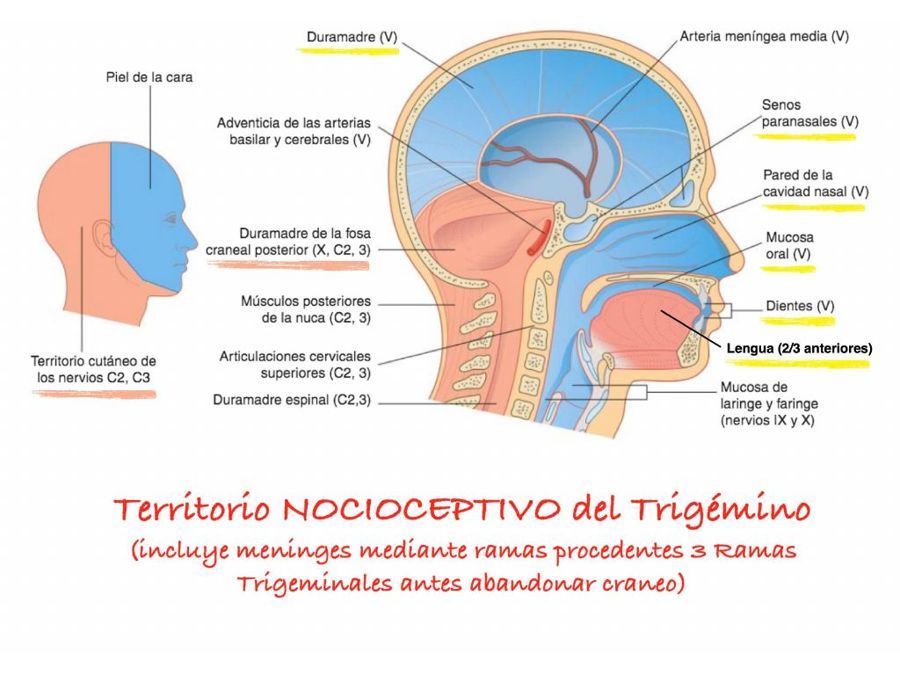 Duramadre (V)
Arteria meníngea media (V)
Piel de la cara
Senos
paranasales (V)
Adventicia de las arterias
basilar y cerebrales (V)
Pared de la
cavidad nasal (V)
Duramadre de la fosa
craneal posterior (X, C2, 3)
Mucosa
oral (V)
Músculos posteriores
de la nuca (C2, 3)
Dientes (V)
Lengua (2/3 anteriores)
Territorio cutáneo de
los nervios C2, C3
Articulaciones cervicales
superiores (C2, 3)
Duramadre espinal (C2,3)
Mucosa de
laringe y faringe
(nervios IX y X)
Territorio NOCIOCEPTIVO del Trigémino
(incluye meninges mediante ramas procedentes 3 Ramas
Trigeminales antes abandonar craneo)